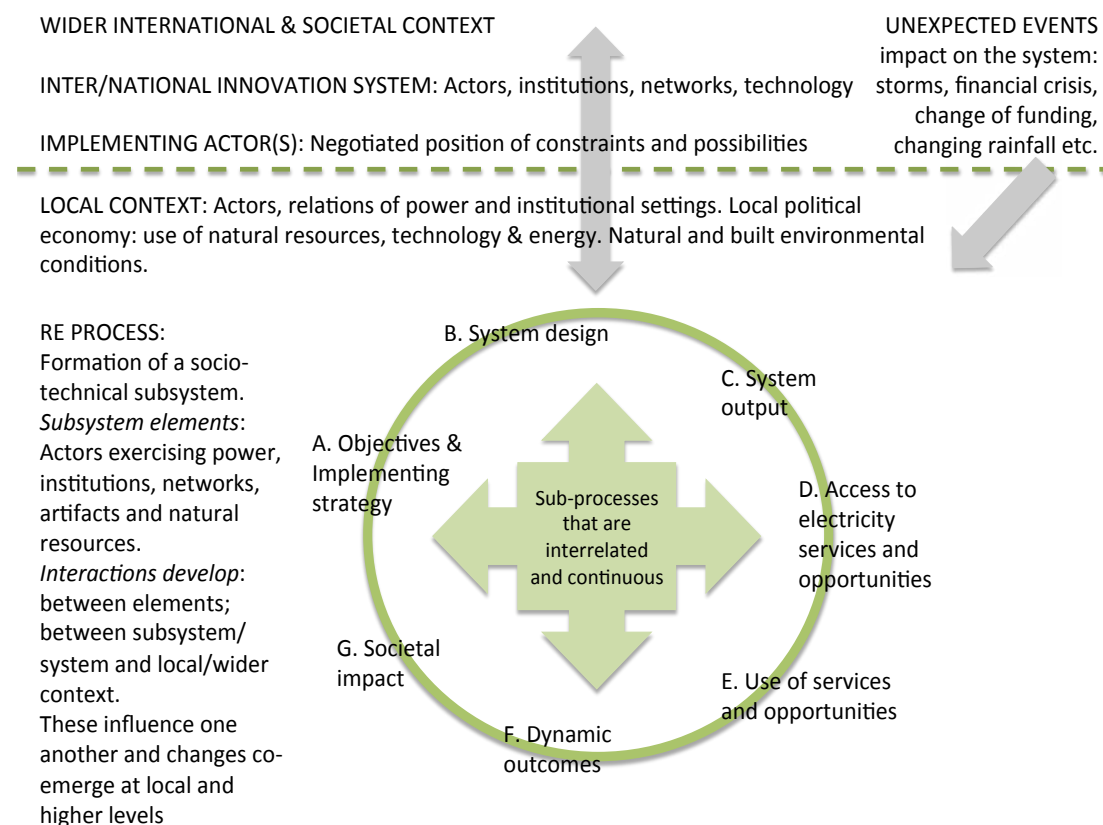 WIDER INTERNATIONAL & SOCIETAL CONTEXT
INTER/NATIONAL INNOVATION SYSTEM: Actors, institutions, networks, technology
IMPLEMENTING ACTOR(S): Negotiated position of constraints and possibilities
UNEXPECTED EVENTS
impact on the system:
storms, financial crisis,
change of funding,
changing rainfall etc.
LOCAL CONTEXT: Actors, relations of power and institutional settings. Local political
economy: use of natural resources, technology & energy. Natural and built environmental
conditions.
RE PROCESS:
Formation of a socio-
technical subsystem.
Subsystem elements:
Actors exercising power,
institutions, networks,
artifacts and natural
resources.
Interactions develop:
between elements;
between subsystem/
system and local/wider
context.
These influence one
another and changes co-
emerge at local and
higher levels
A. Objectives &
Implementing
strategy
B. System design
C. System
output
D. Access to
electricity
services and
opportunities
E. Use of services
and opportunities
F. Dynamic
outcomes
G. Societal
impact
Sub-processes
that are
interrelated
and continuous